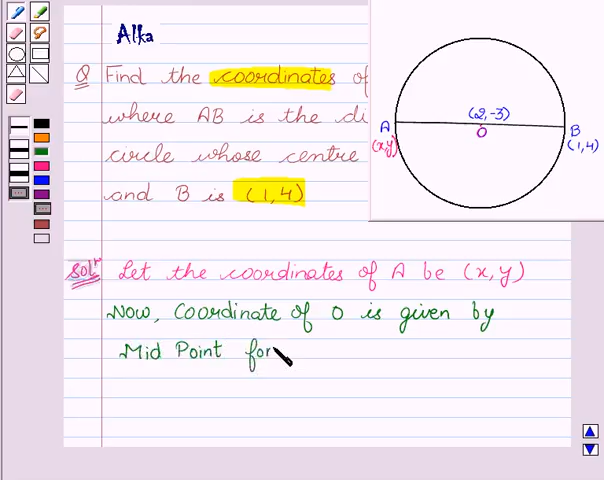 Alka
Q Find the coordinates of
where AB is the di
circle whose centre
and B is (1,4)
(2,-3)
A
O
B
(x,y)
(1,4)
Solⁿ Let the coordinates of A be (x,y)
Now, Coordinate of O is given by
Mid Point for